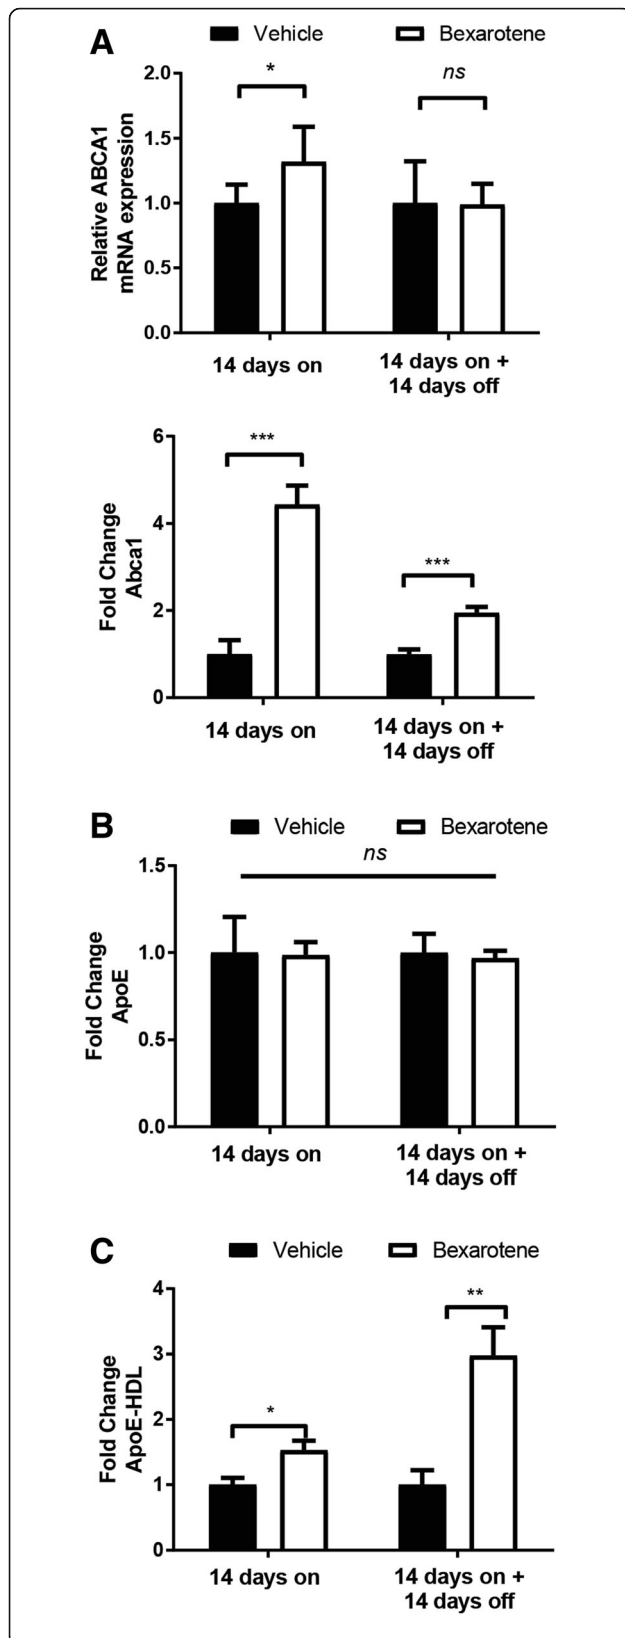 A
Vehicle Bexarotene
Relative ABCA1
mRNA expression
2.0
1.5
1.0
0.5
0.0
* ns
14 days on 14 days on +
14 days off
Fold Change
Abca1
6
4
2
0
*** ***
14 days on 14 days on +
14 days off
B
Vehicle Bexarotene
ns
Fold Change
ApoE
1.5
1.0
0.5
0.0
14 days on 14 days on +
14 days off
C
Vehicle Bexarotene
Fold Change
ApoE-HDL
4
3
2
1
0
* **
14 days on 14 days on +
14 days off